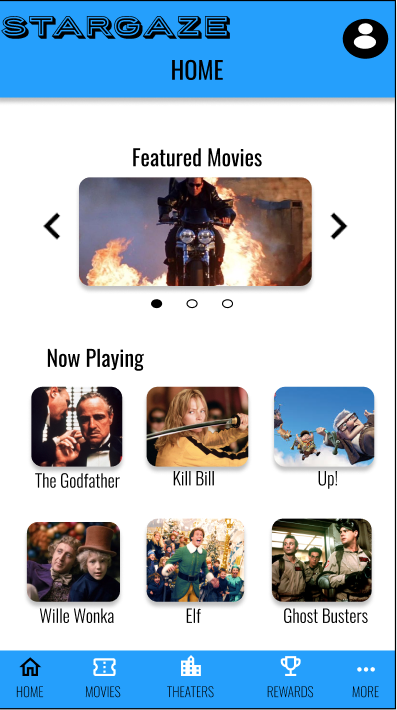 STARGAZE
HOME
Featured Movies
Now Playing
The Godfather Kill Bill Up!
Wille Wonka Elf Ghost Busters
HOME MOVIES THEATERS REWARDS MORE